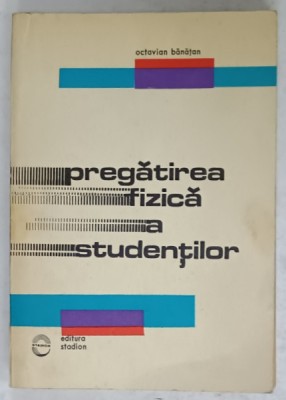 octavian bănățan
pregătirea
fizică
a
studenților
editura
stadion